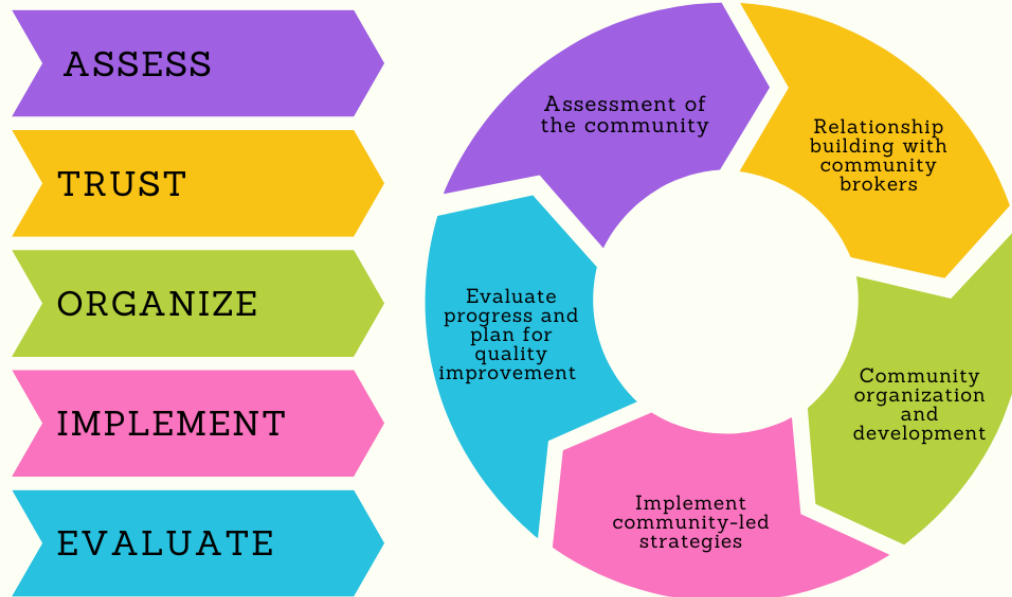 ASSESS
TRUST
ORGANIZE
IMPLEMENT
EVALUATE
Assessment of
the community
Relationship
building with
community
brokers
Community
organization
and
development
Implement
community-led
strategies
Evaluate
progress and
plan for
quality
improvement